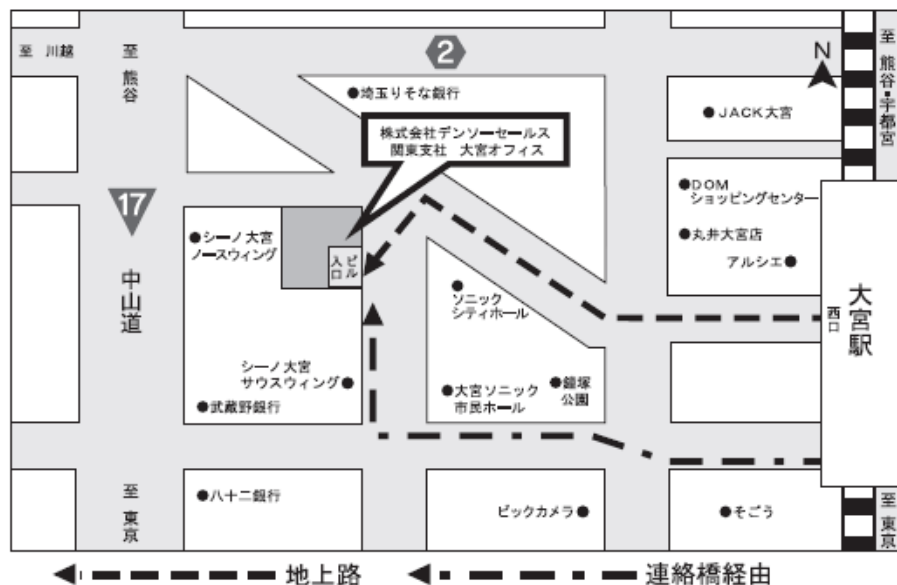 至 川越
至 熊谷
2
N
至 熊谷・宇都宮
埼玉りそな銀行
JACK大宮
株式会社デンソーセールス
関東支社 大宮オフィス
17
中山道
DOM
ショッピングセンター
シーノ大宮
ノースウィング
ビル
入口
丸井大宮店
アルシェ
ソニック
シティホール
西口
大宮駅
シーノ大宮
サウスウィング
武蔵野銀行
大宮ソニック
市民ホール
鐘塚
公園
至 東京
八十二銀行
ビックカメラ
そごう
至 東京
地上路
連絡橋経由